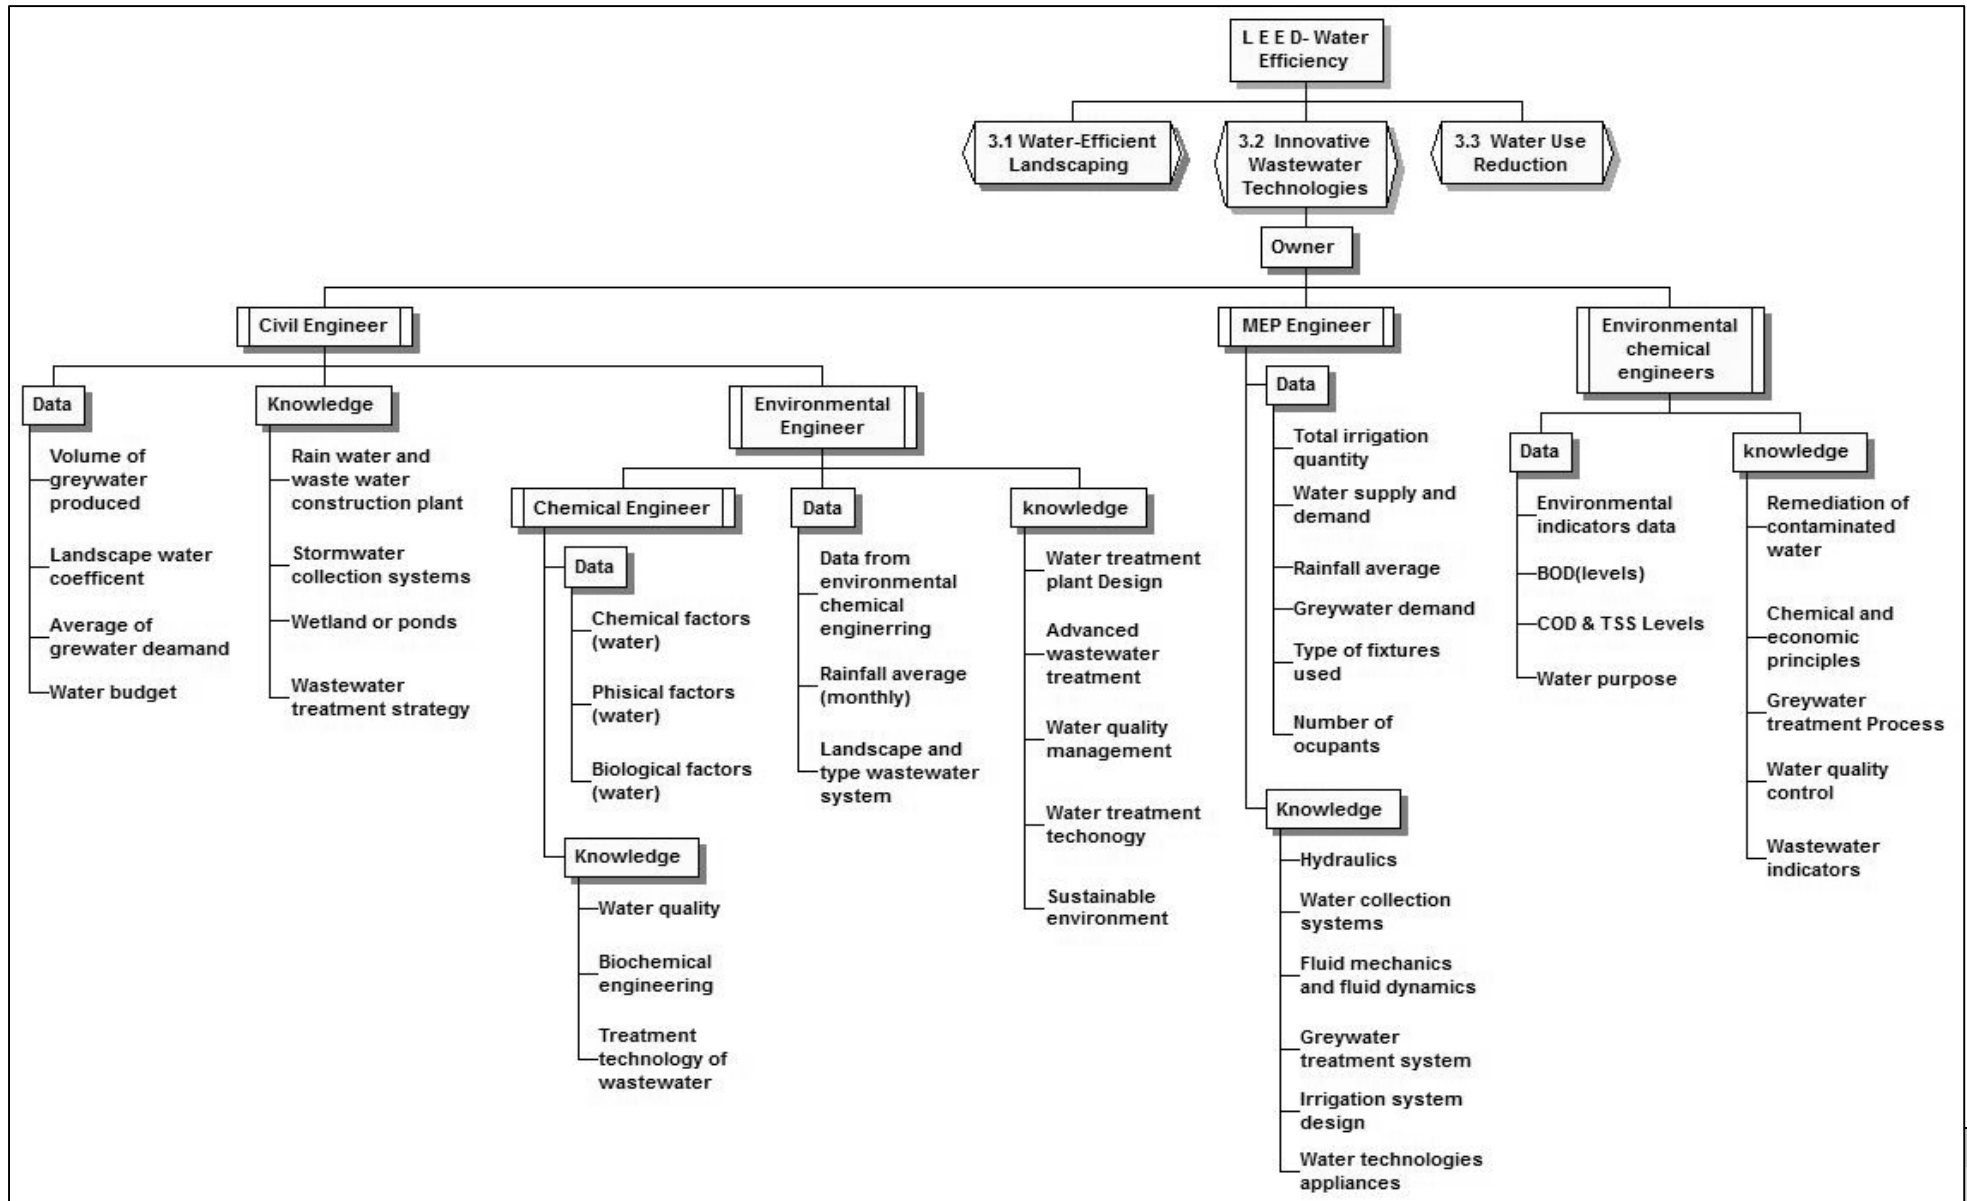 L E E D- Water
Efficiency
3.1 Water-Efficient
Landscaping
3.2 Innovative
Wastewater
Technologies
3.3 Water Use
Reduction
Owner
Civil Engineer
Data
Volume of
greywater
produced
Landscape water
coefficent
Average of
grewater deamand
Water budget
Knowledge
Rain water and
waste water
construction plant
Stormwater
collection systems
Wetland or ponds
Wastewater
treatment strategy
Environmental
Engineer
Chemical Engineer
Data
Chemical factors
(water)
Phisical factors
(water)
Biological factors
(water)
Knowledge
Water quality
Biochemical
engineering
Treatment
technology of
wastewater
Data
Data from
environmental
chemical
enginerring
Rainfall average
(monthly)
Landscape and
type wastewater
system
knowledge
Water treatment
plant Design
Advanced
wastewater
treatment
Water quality
management
Water treatment
techonogy
Sustainable
environment
MEP Engineer
Data
Total irrigation
quantity
Water supply and
demand
Rainfall average
Greywater demand
Type of fixtures
used
Number of
ocupants
Knowledge
Hydraulics
Water collection
systems
Fluid mechanics
and fluid dynamics
Greywater
treatment system
Irrigation system
design
Water technologies
appliances
Environmental
chemical
engineers
Data
Environmental
indicators data
BOD(levels)
COD & TSS Levels
Water purpose
knowledge
Remediation of
contaminated
water
Chemical and
economic
principles
Greywater
treatment Process
Water quality
control
Wastewater
indicators